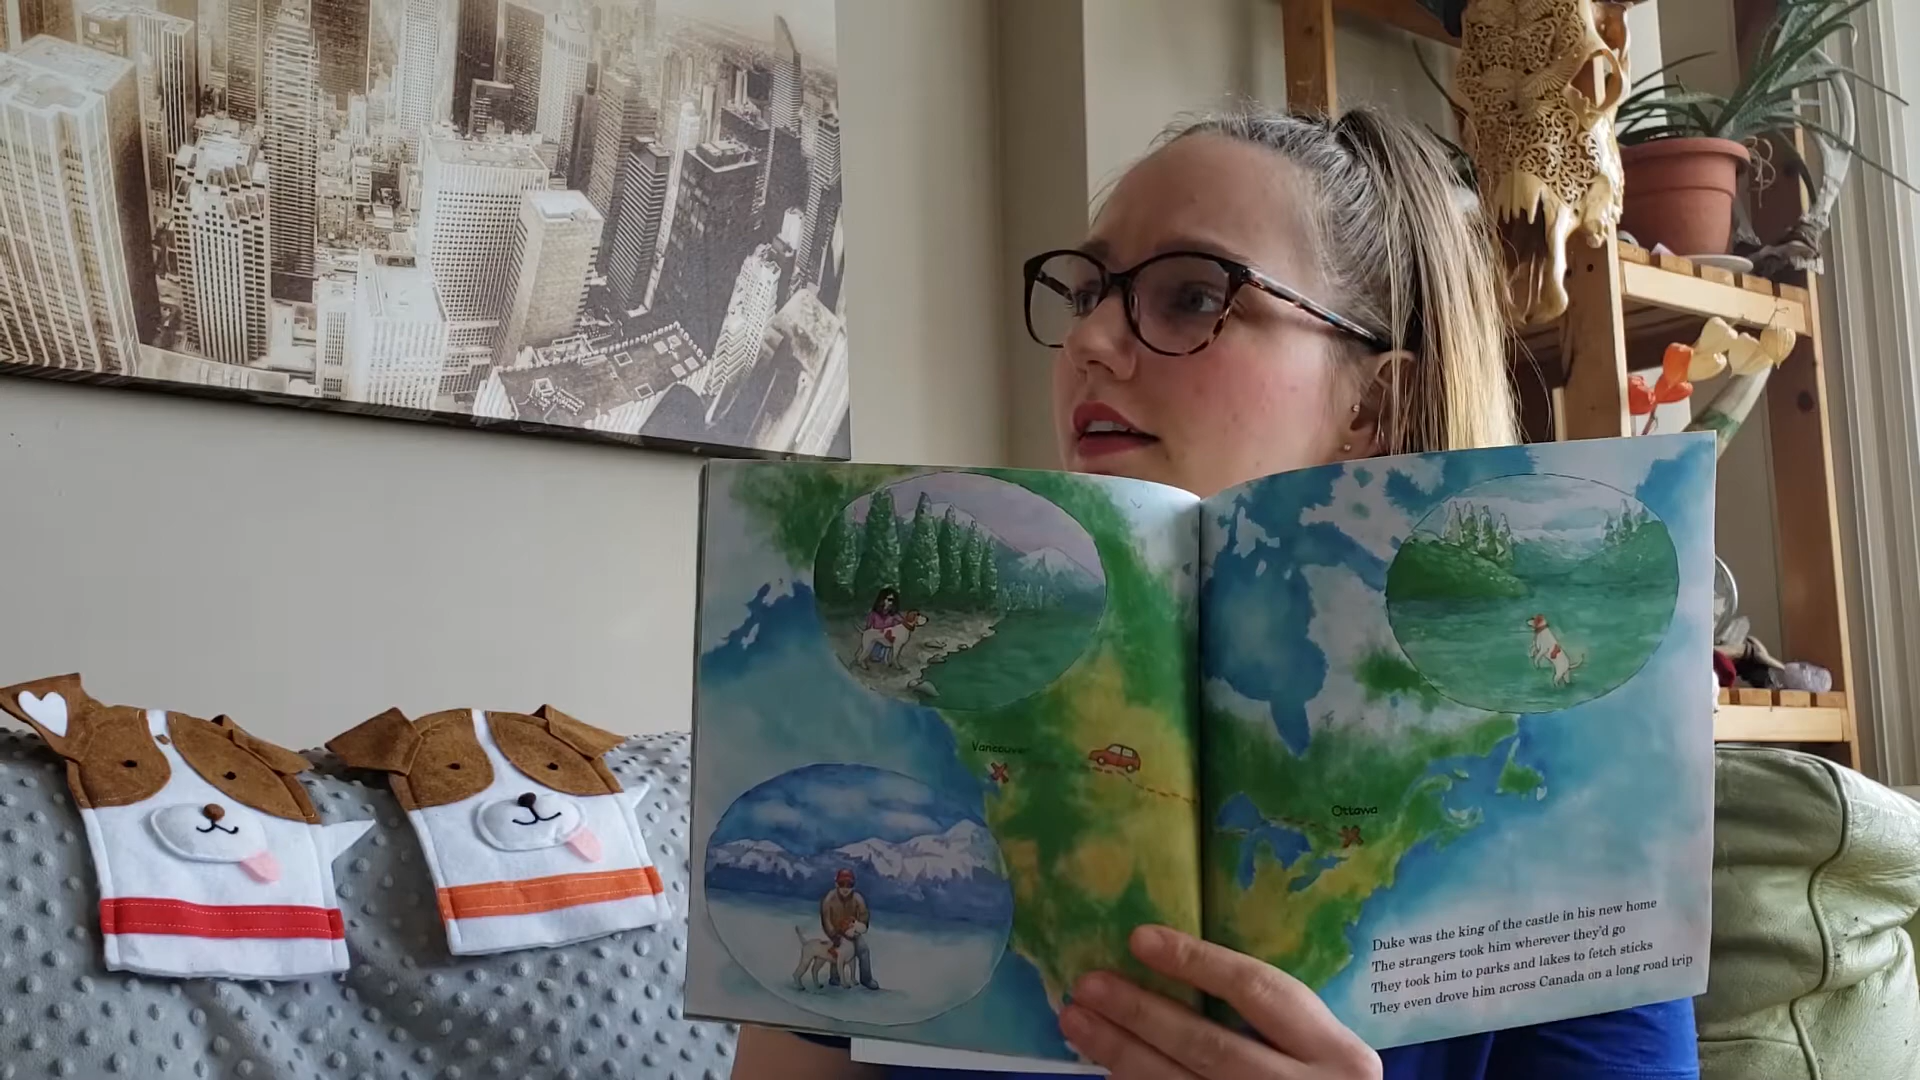 Vancouver
Ottawa
Duke was the king of the castle in his new home
The strangers took him wherever they'd go
They took him to parks and lakes to fetch sticks
They even drove him across Canada on a long road trip